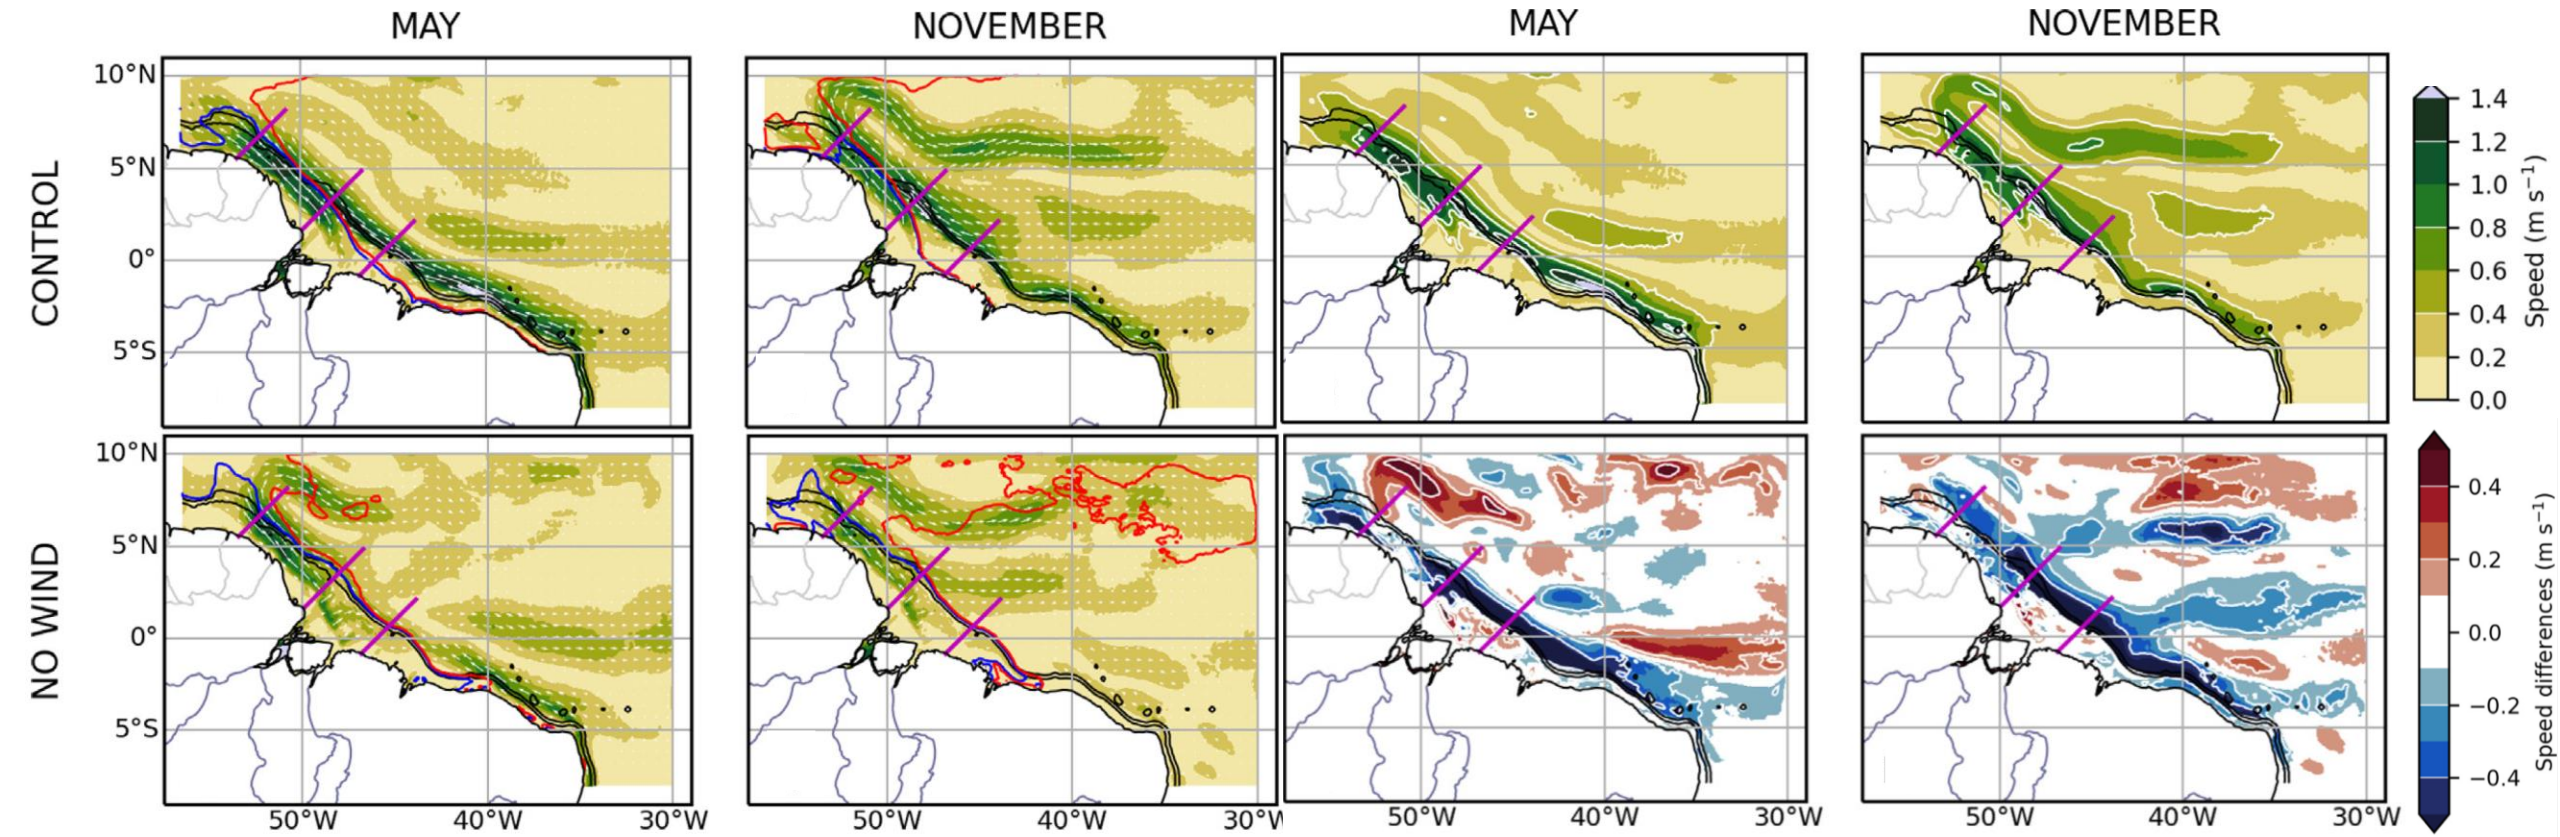 MAY
NOVEMBER
MAY
NOVEMBER
CONTROL
10°N
5°N
0°
5°S
1.4
1.2
1.0
0.8
0.6
0.4
0.2
0.0
Speed (m s⁻¹)
NO WIND
10°N
5°N
0°
5°S
0.4
0.2
0.0
−0.2
−0.4
Speed differences (m s⁻¹)
50°W 40°W 30°W 50°W 40°W 30°W 50°W 40°W 30°W 50°W 40°W 30°W